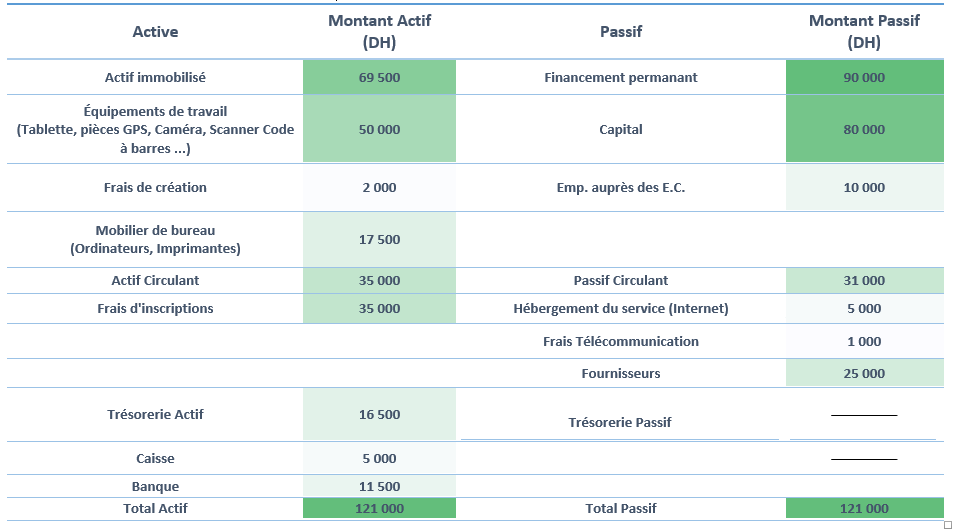 Active Montant Actif (DH) Passif Montant Passif (DH)
Actif immobilisé 69 500 Financement permanant 90 000
Équipements de travail
(Tablette, pièces GPS, Caméra, Scanner Code
à barres ...) 50 000 Capital 80 000
Frais de création 2 000 Emp. auprès des E.C. 10 000
Mobilier de bureau
(Ordinateurs, Imprimantes) 17 500
Actif Circulant 35 000 Passif Circulant 31 000
Frais d'inscriptions 35 000 Hébergement du service (Internet) 5 000
Frais Télécommunication 1 000
Fournisseurs 25 000
Trésorerie Actif 16 500 Trésorerie Passif
Caisse 5 000
Banque 11 500
Total Actif 121 000 Total Passif 121 000